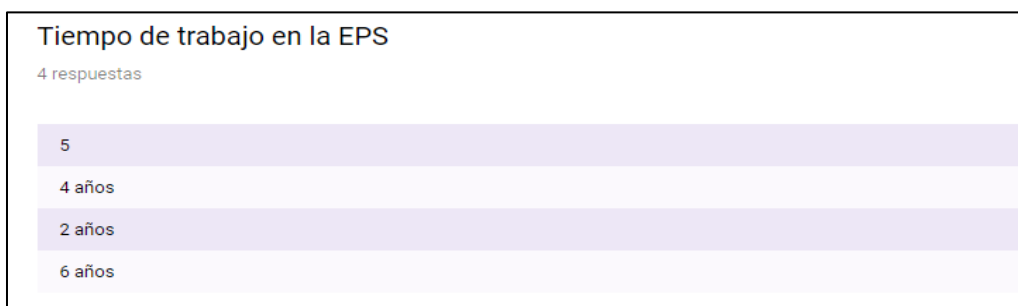 Tiempo de trabajo en la EPS
4 respuestas
5
4 años
2 años
6 años